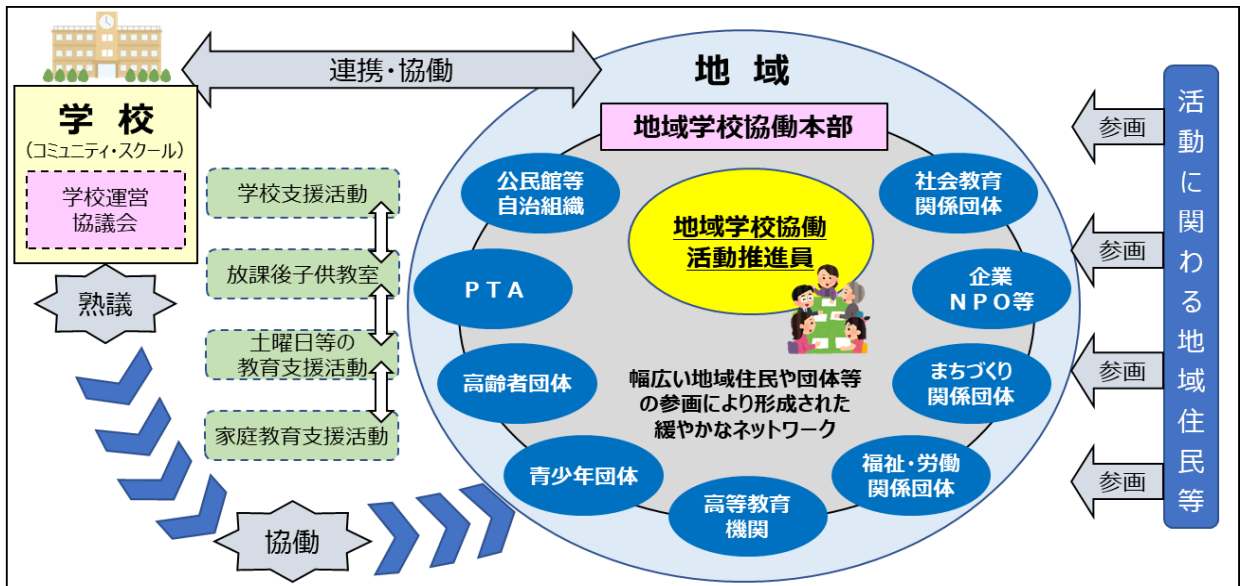 連携・協働
学 校
(コミュニティ・スクール)
学校運営
協議会
熟議
協働
学校支援活動
放課後子供教室
土曜日等の
教育支援活動
家庭教育支援活動
地 域
地域学校協働本部
地域学校協働
活動推進員
公民館等
自治組織
PTA
高齢者団体
青少年団体
高等教育
機関
福祉・労働
関係団体
まちづくり
関係団体
企業
NPO等
社会教育
関係団体
幅広い地域住民や団体等
の参画により形成された
緩やかなネットワーク
参画
参画
参画
参画
活動に関わる地域住民等